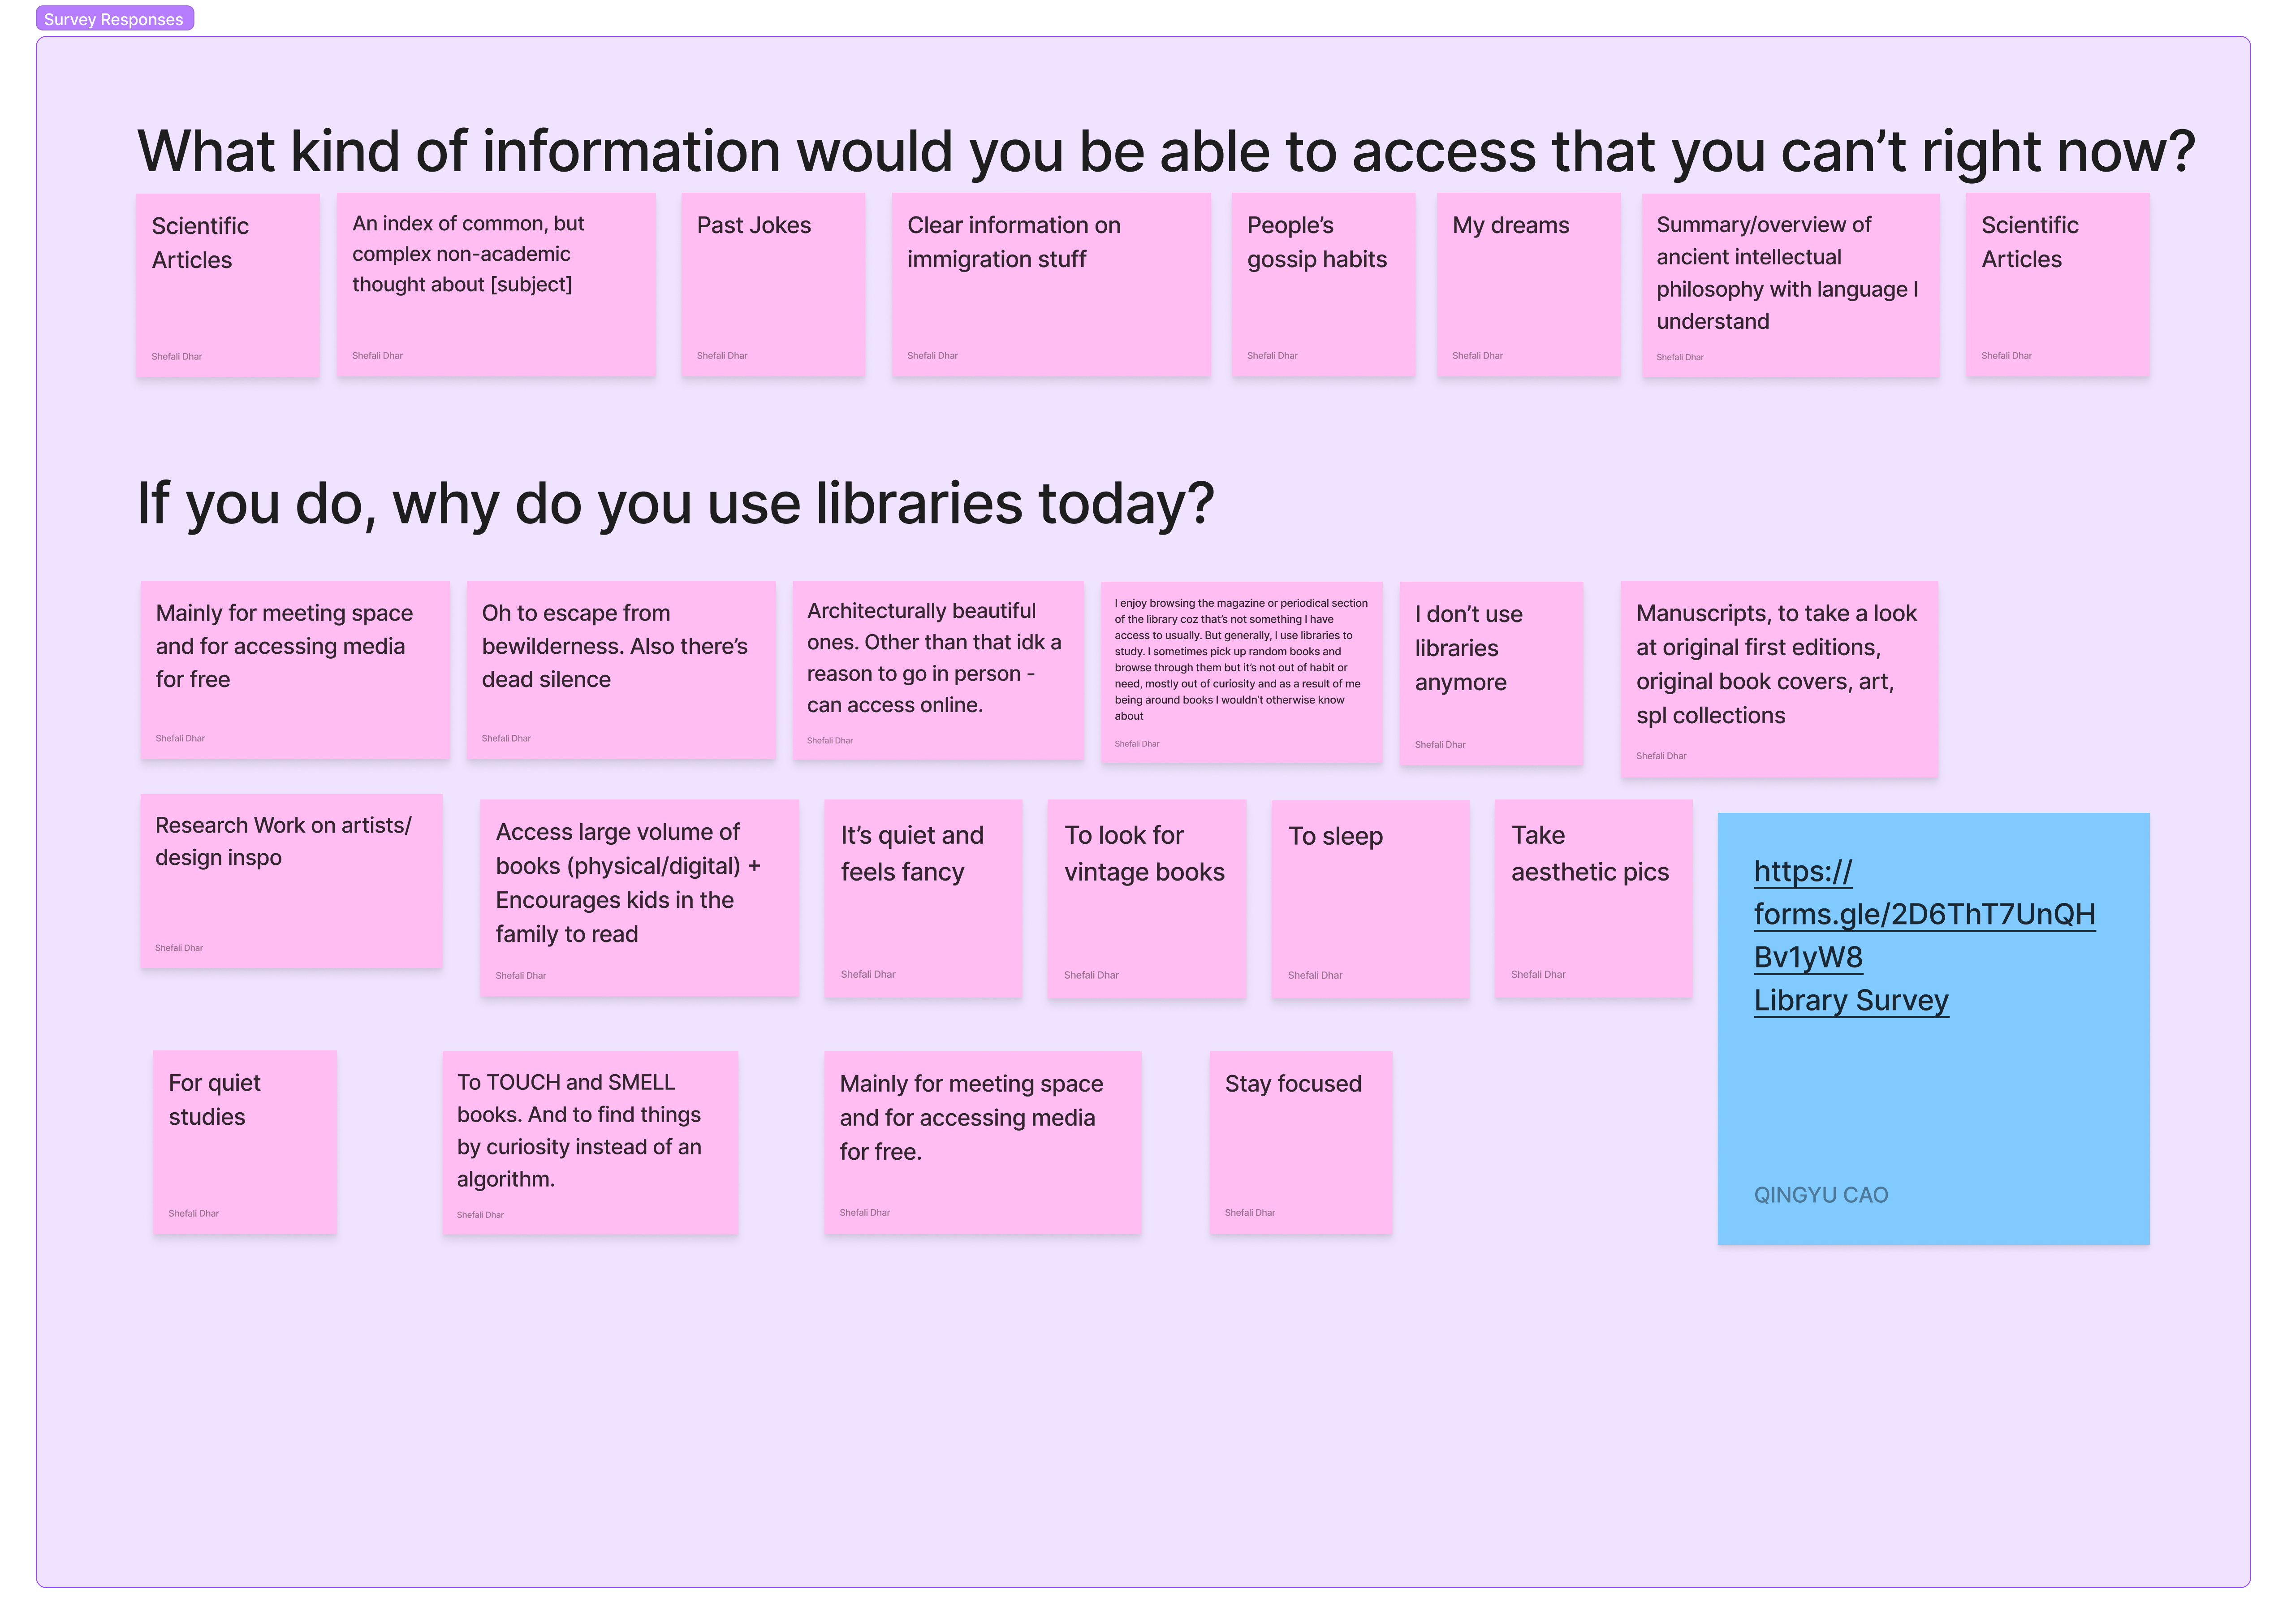 Survey Responses
What kind of information would you be able to access that you can’t right now?
Scientific
Articles
Shefali Dhar
An index of common, but
complex non-academic
thought about [subject]
Shefali Dhar
Past Jokes
Shefali Dhar
Clear information on
immigration stuff
Shefali Dhar
People’s
gossip habits
Shefali Dhar
My dreams
Shefali Dhar
Summary/overview of
ancient intellectual
philosophy with language I
understand
Shefali Dhar
Scientific
Articles
Shefali Dhar
If you do, why do you use libraries today?
Mainly for meeting space
and for accessing media
for free
Shefali Dhar
Oh to escape from
bewilderness. Also there’s
dead silence
Shefali Dhar
Architecturally beautiful
ones. Other than that idk a
reason to go in person -
can access online.
Shefali Dhar
I enjoy browsing the magazine or periodical section
of the library coz that’s not something I have
access to usually. But generally, I use libraries to
study. I sometimes pick up random books and
browse through them but it’s not out of habit or
need, mostly out of curiosity and as a result of me
being around books I wouldn’t otherwise know
about
Shefali Dhar
I don’t use
libraries
anymore
Shefali Dhar
Manuscripts, to take a look
at original first editions,
original book covers, art,
spl collections
Shefali Dhar
Research Work on artists/
design inspo
Shefali Dhar
Access large volume of
books (physical/digital) +
Encourages kids in the
family to read
Shefali Dhar
It’s quiet and
feels fancy
Shefali Dhar
To look for
vintage books
Shefali Dhar
To sleep
Shefali Dhar
Take
aesthetic pics
Shefali Dhar
https://
forms.gle/2D6ThT7UnQH
Bv1yW8
Library Survey
QINGYU CAO
For quiet
studies
Shefali Dhar
To TOUCH and SMELL
books. And to find things
by curiosity instead of an
algorithm.
Shefali Dhar
Mainly for meeting space
and for accessing media
for free.
Shefali Dhar
Stay focused
Shefali Dhar